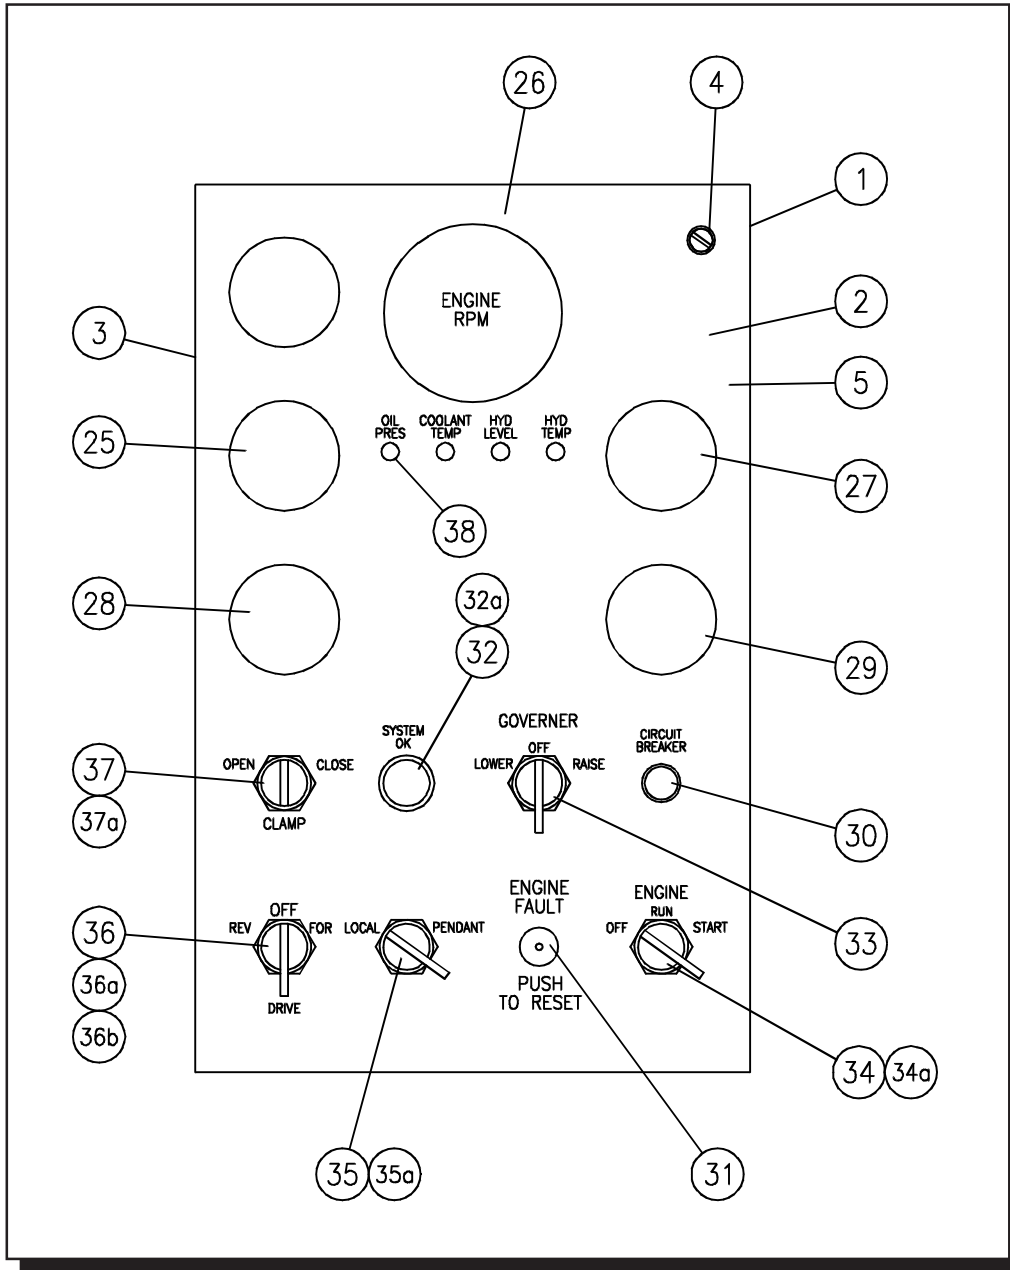 26
4
1
ENGINE
RPM
2
3
5
OIL
PRES
COOLANT
TEMP
HYD
LEVEL
HYD
TEMP
25
27
38
28
32a
32
29
GOVERNER
SYSTEM
OK
OFF
LOWER
RAISE
CIRCUIT
BREAKER
37
37a
OPEN
CLOSE
CLAMP
30
ENGINE
FAULT
ENGINE
RUN
OFF
START
36
36a
36b
OFF
REV
FOR
DRIVE
LOCAL
PENDANT
33
PUSH
TO RESET
34
34a
35
35a
31